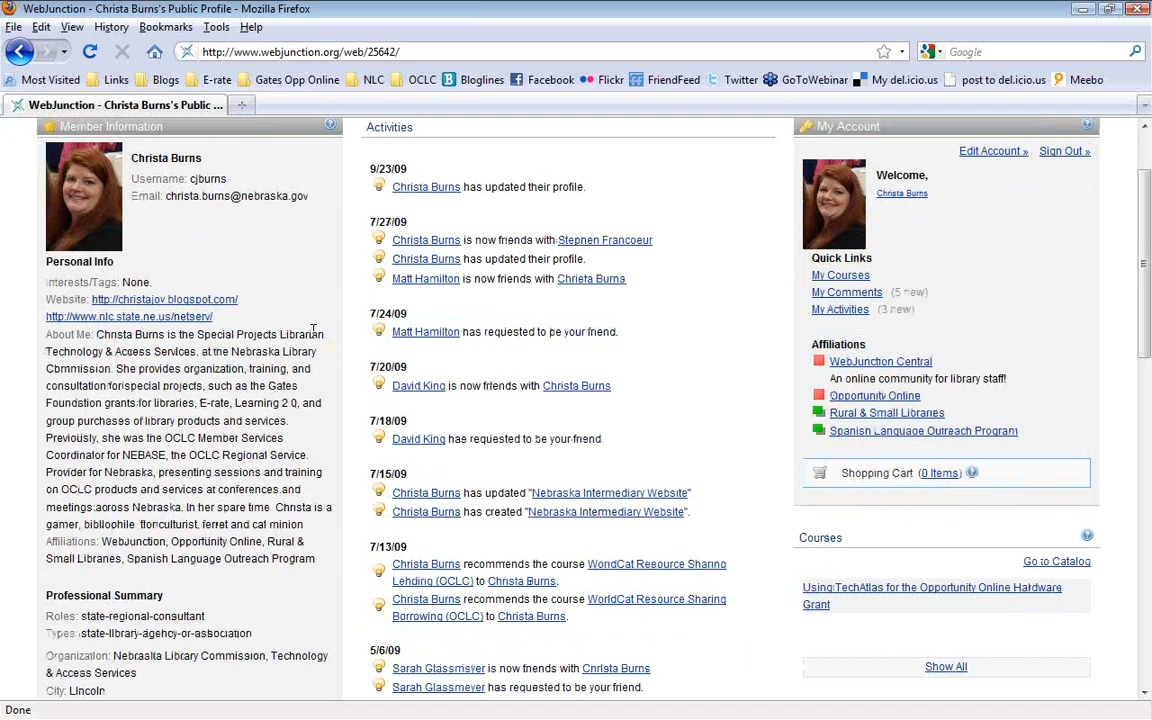 WebJunction - Christa Burns's Public Profile - Mozilla Firefox
File Edit View History Bookmarks Tools Help
http://www.webjunction.org/web/25642/
Google
Most Visited Links Blogs E-rate Gates Opp Online NLC OCLC Bloglines Facebook Flickr FriendFeed Twitter GoToWebinar My del.icio.us post to del.icio.us Meebo
WebJunction - Christa Burns's Public ...
Member Information
Christa Burns
Username: cjburns
Email: christa.burns@nebraska.gov
Personal Info
Interests/Tags: None.
Website: http://christajov.blogspot.com/
http://www.nlc.state.ne.us/netserv/
About Me: Christa Burns is the Special Projects Librarian
Technology & Access Services, at the Nebraska Library
Commission. She provides organization, training, and
consultation for special projects, such as the Gates
Foundation grants for libraries, E-rate, Learning 2.0, and
group purchases of library products and services.
Previously, she was the OCLC Member Services
Coordinator for NEBASE, the OCLC Regional Service
Provider for Nebraska, presenting sessions and training
on OCLC products and services at conferences and
meetings across Nebraska. In her spare time Christa is a
gamer, bibliophile, floriculturist, ferret and cat minion
Affiliations: WebJunction, Opportunity Online, Rural &
Small Libraries, Spanish Language Outreach Program
Professional Summary
Roles: state-regional-consultant
Types: state-library-agency-or-association
Organization: Nebraska Library Commission, Technology
& Access Services
City: Lincoln
Activities
9/23/09
Christa Burns has updated their profile.
7/27/09
Christa Burns is now friends with Stephen Francoeur
Christa Burns has updated their profile.
Matt Hamilton is now friends with Christa Burns.
7/24/09
Matt Hamilton has requested to be your friend.
7/20/09
David King is now friends with Christa Burns
7/18/09
David King has requested to be your friend.
7/15/09
Christa Burns has updated "Nebraska Intermediary Website"
Christa Burns has created "Nebraska Intermediary Website".
7/13/09
Christa Burns recommends the course WorldCat Resource Sharing
Lending (OCLC) to Christa Burns.
Christa Burns recommends the course WorldCat Resource Sharing
Borrowing (OCLC) to Christa Burns.
5/6/09
Sarah Glassmeyer is now friends with Christa Burns
Sarah Glassmeyer has requested to be your friend.
My Account
Edit Account » Sign Out »
Welcome,
Christa Burns
Quick Links
My Courses
My Comments (5 new)
My Activities (3 new)
Affiliations
WebJunction Central
An online community for library staff!
Opportunity Online
Rural & Small Libraries
Spanish Language Outreach Program
Shopping Cart (0 Items)
Courses
Go to Catalog
Using TechAtlas for the Opportunity Online Hardware
Grant
Show All
Done